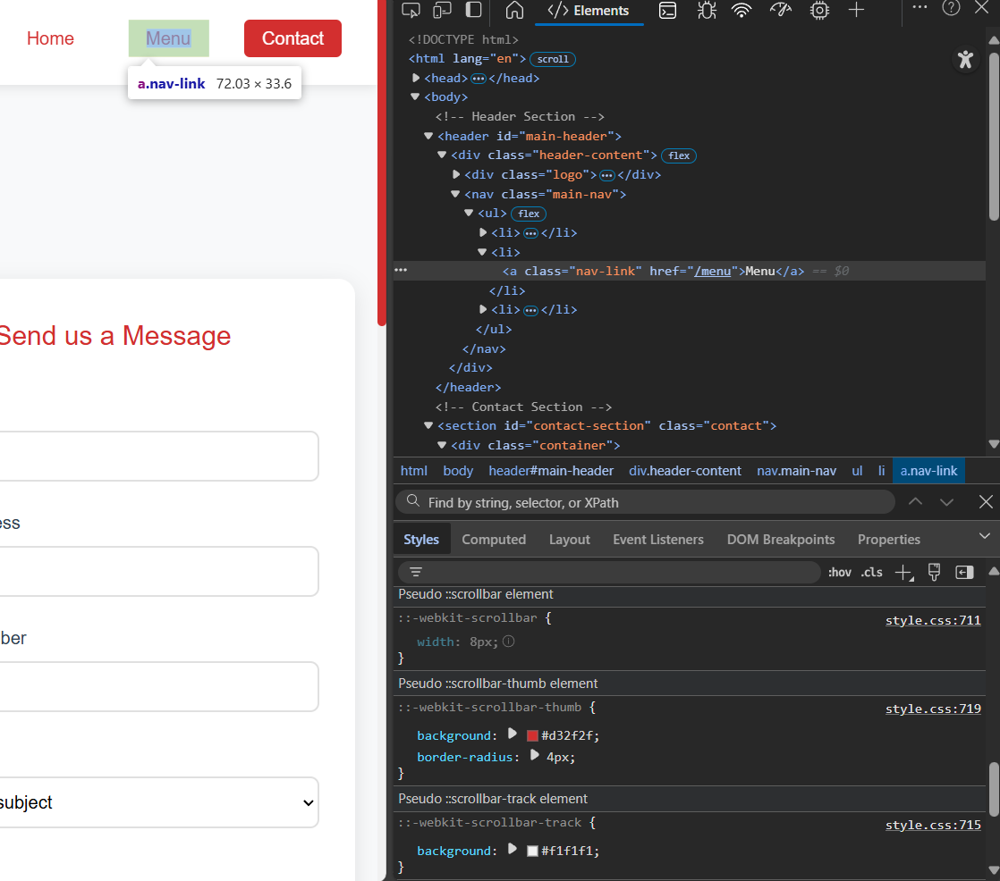 Home
Menu
Contact
a.nav-link 72.03 × 33.6
Send us a Message
ess
ber
subject
Elements
<!DOCTYPE html>
<html lang="en"> scroll
<head> ••• </head>
<body>
<!-- Header Section -->
<header id="main-header">
<div class="header-content"> flex
<div class="logo"> ••• </div>
<nav class="main-nav">
<ul> flex
<li> ••• </li>
<li>
<a class="nav-link" href="/menu">Menu</a> == $0
</li>
<li> ••• </li>
</ul>
</nav>
</div>
</header>
<!-- Contact Section -->
<section id="contact-section" class="contact">
<div class="container">
html body header#main-header div.header-content nav.main-nav ul li a.nav-link
Find by string, selector, or XPath
Styles Computed Layout Event Listeners DOM Breakpoints Properties
:hov .cls
Pseudo ::scrollbar element
::-webkit-scrollbar { style.css:711
width: 8px;
}
Pseudo ::scrollbar-thumb element
::-webkit-scrollbar-thumb { style.css:719
background: #d32f2f;
border-radius: 4px;
}
Pseudo ::scrollbar-track element
::-webkit-scrollbar-track { style.css:715
background: #f1f1f1;
}